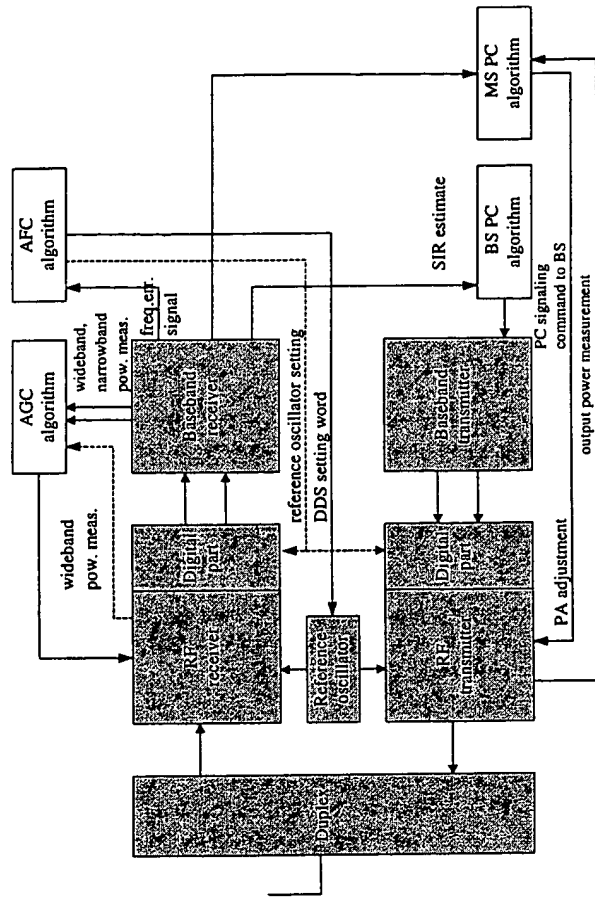 AGC
algorithm
AFC
algorithm
wideband
pow. meas.
wideband,
narrowband
pow. meas.
freq.err.
signal
RF
receiver
Digital
part
Baseband
receiver
reference oscillator setting
DDS setting word
Reference
oscillator
Duplex
SIR estimate
RF
transmitter
Digital
part
Baseband
transmitter
BS PC
algorithm
MS PC
algorithm
PC signaling
command to BS
PA adjustment
output power measurement